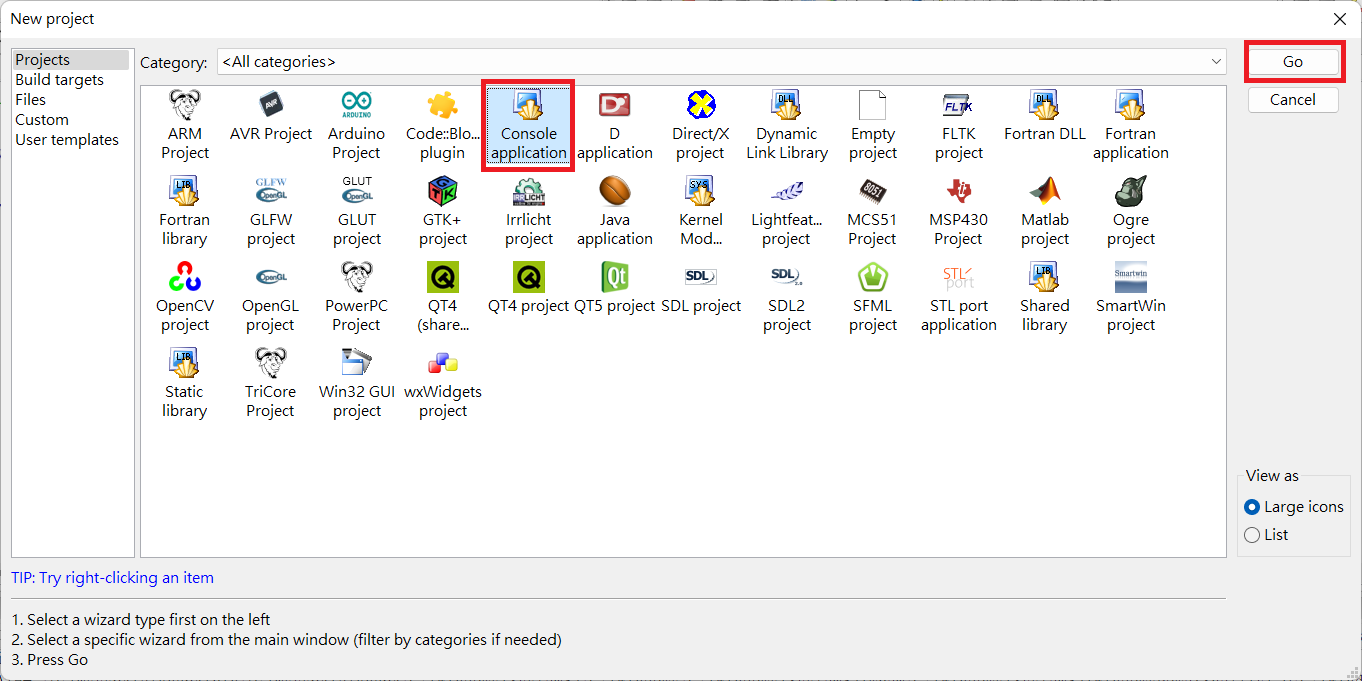 New project
Projects
Build targets
Files
Custom
User templates
Category:
<All categories>
Go
Cancel
ARM
Project
AVR Project
Arduino
Project
Code::Blo...
plugin
Console
application
D
application
Direct/X
project
Dynamic
Link Library
Empty
project
FLTK
project
Fortran DLL
Fortran
application
Fortran
library
GLFW
project
GLUT
project
GTK+
project
Irrlicht
project
Java
application
Kernel
Mod...
Lightfeat...
project
MCS51
Project
MSP430
Project
Matlab
project
Ogre
project
OpenCV
project
OpenGL
project
PowerPC
Project
QT4
(share...
QT4 project
QT5 project
SDL project
SDL2
project
SFML
project
STL port
application
Shared
library
SmartWin
project
Static
library
TriCore
Project
Win32 GUI
project
wxWidgets
project
View as
Large icons
List
TIP: Try right-clicking an item
1. Select a wizard type first on the left
2. Select a specific wizard from the main window (filter by categories if needed)
3. Press Go